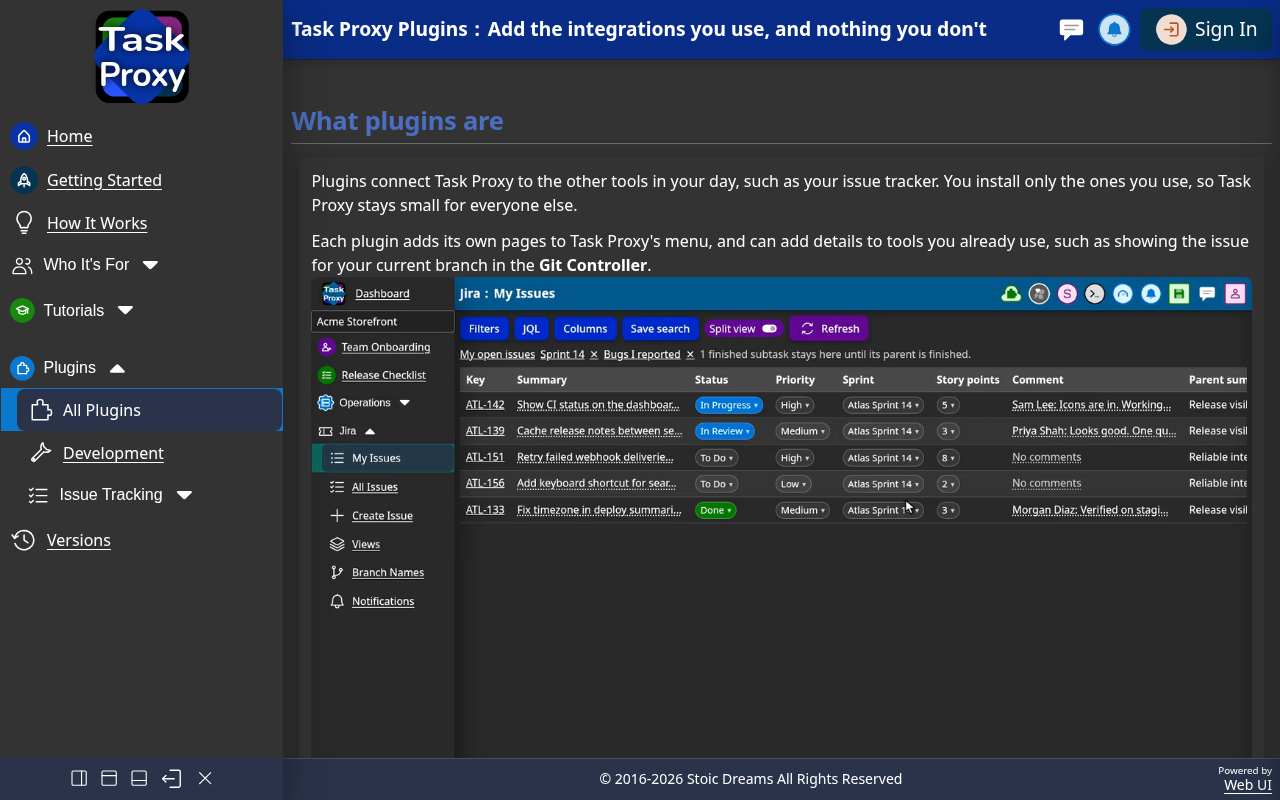 Task Proxy
Home
Getting Started
How It Works
Who It's For
Tutorials
Plugins
All Plugins
Development
Issue Tracking
Versions
Task Proxy Plugins : Add the integrations you use, and nothing you don't
Sign In
What plugins are
Plugins connect Task Proxy to the other tools in your day, such as your issue tracker. You install only the ones you use, so Task
Proxy stays small for everyone else.
Each plugin adds its own pages to Task Proxy's menu, and can add details to tools you already use, such as showing the issue
for your current branch in the Git Controller.
Task Proxy
Dashboard
Acme Storefront
Team Onboarding
Release Checklist
Operations
Jira
My Issues
All Issues
Create Issue
Views
Branch Names
Notifications
Jira : My Issues
S
Filters JQL Columns Save search Split view Refresh
My open issues Sprint 14 × Bugs I reported × 1 finished subtask stays here until its parent is finished.
Key Summary Status Priority Sprint Story points Comment Parent sum
ATL-142 Show CI status on the dashboar... In Progress High Atlas Sprint 14 5 Sam Lee: Icons are in. Working... Release visil
ATL-139 Cache release notes between se... In Review Medium Atlas Sprint 14 3 Priya Shah: Looks good. One qu... Release visil
ATL-151 Retry failed webhook deliverie... To Do High Atlas Sprint 14 8 No comments Reliable inte
ATL-156 Add keyboard shortcut for sear... To Do Low Atlas Sprint 14 2 No comments Reliable inte
ATL-133 Fix timezone in deploy summari... Done Medium Atlas Sprint 3 Morgan Diaz: Verified on stagi... Release visil
© 2016-2026 Stoic Dreams All Rights Reserved
Powered by
Web UI